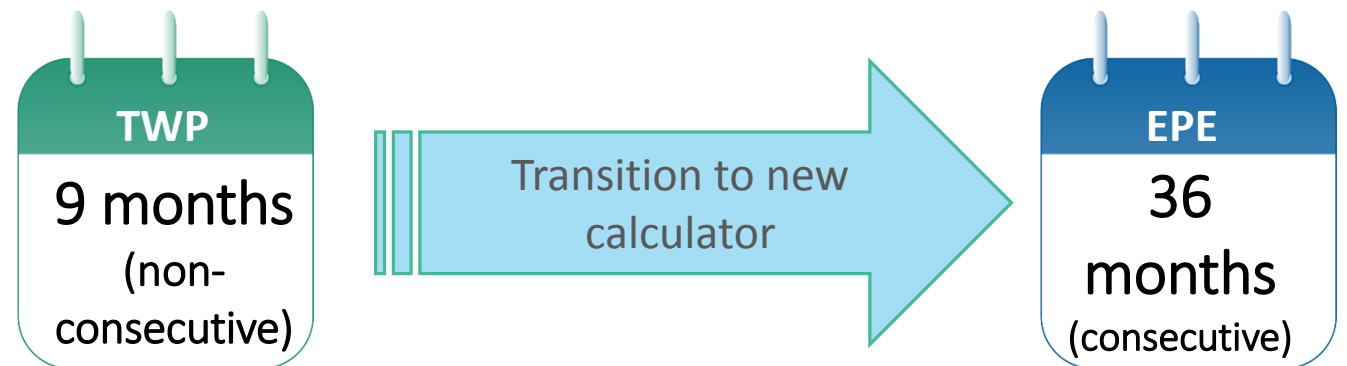 TWP
9 months
(non-
consecutive)
Transition to new
calculator
EPE
36
months
(consecutive)